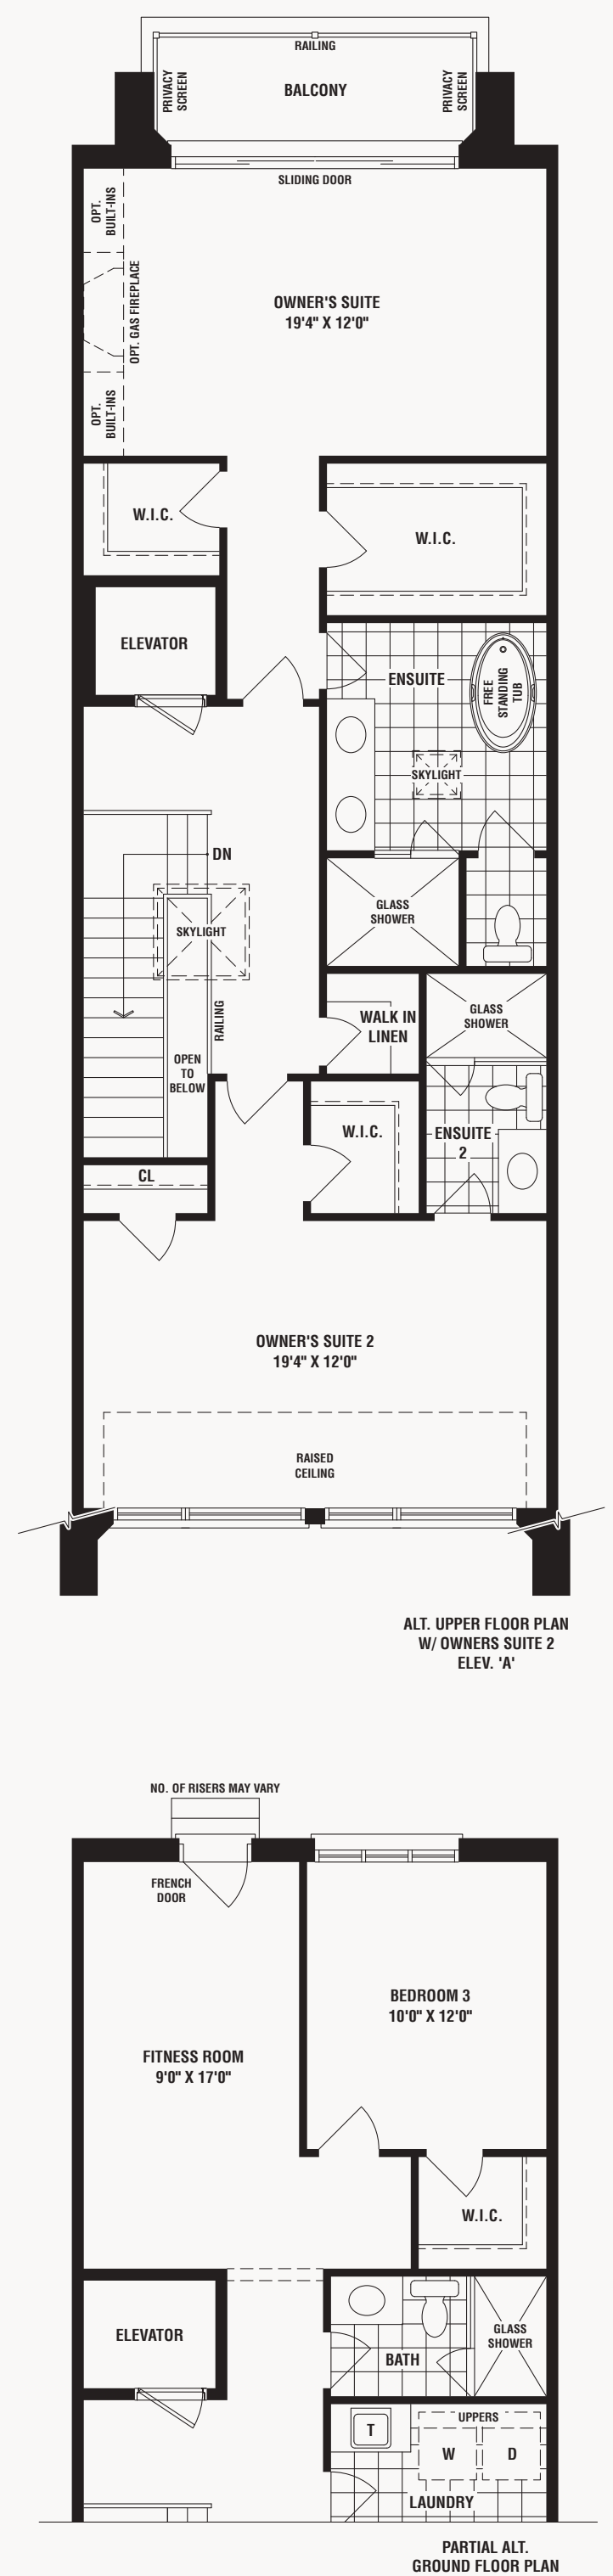 RAILING
PRIVACY
SCREEN
BALCONY
PRIVACY
SCREEN
SLIDING DOOR
OPT.
BUILT-INS
OPT. GAS FIREPLACE
OWNER'S SUITE
19'4" X 12'0"
OPT.
BUILT-INS
W.I.C.
W.I.C.
ELEVATOR
ENSUITE
FREE
STANDING
TUB
SKYLIGHT
DN
GLASS
SHOWER
SKYLIGHT
RAILING
WALK IN
LINEN
GLASS
SHOWER
OPEN
TO
BELOW
W.I.C.
ENSUITE
2
CL
OWNER'S SUITE 2
19'4" X 12'0"
RAISED
CEILING
ALT. UPPER FLOOR PLAN
W/ OWNERS SUITE 2
ELEV. 'A'
NO. OF RISERS MAY VARY
FRENCH
DOOR
BEDROOM 3
10'0" X 12'0"
FITNESS ROOM
9'0" X 17'0"
W.I.C.
ELEVATOR
BATH
GLASS
SHOWER
T
UPPERS
W
D
LAUNDRY
PARTIAL ALT.
GROUND FLOOR PLAN